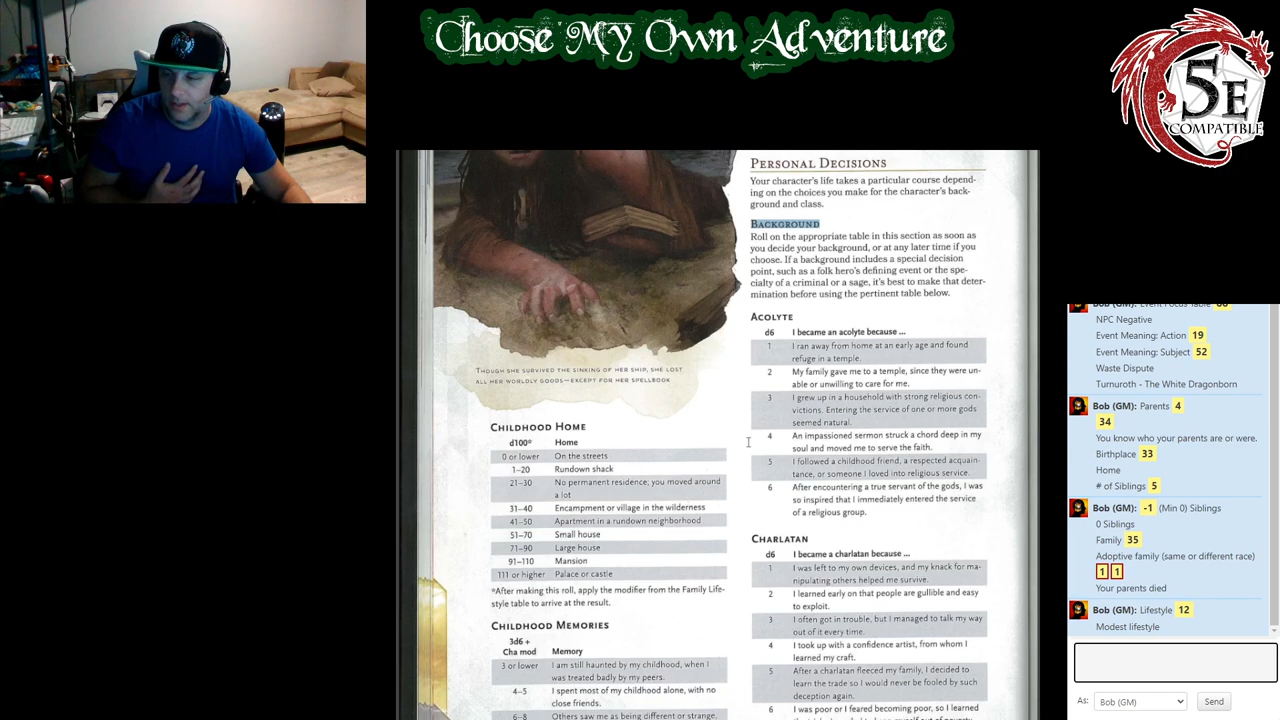 Choose My Own Adventure
5E
COMPATIBLE
THOUGH SHE SURVIVED THE SINKING OF HER SHIP, SHE LOST
ALL HER WORLDLY GOODS—EXCEPT FOR HER SPELLBOOK
CHILDHOOD HOME
d100* Home
0 or lower On the streets
1–20 Rundown shack
21–30 No permanent residence; you moved around
a lot
31–40 Encampment or village in the wilderness
41–50 Apartment in a rundown neighborhood
51–70 Small house
71–90 Large house
91–110 Mansion
111 or higher Palace or castle
*After making this roll, apply the modifier from the Family Life-
style table to arrive at the result.
CHILDHOOD MEMORIES
3d6 +
Cha mod Memory
3 or lower I am still haunted by my childhood, when I
was treated badly by my peers.
4–5 I spent most of my childhood alone, with no
close friends.
6–8 Others saw me as being different or strange,
PERSONAL DECISIONS
Your character's life takes a particular course depend-
ing on the choices you make for the character's back-
ground and class.
BACKGROUND
Roll on the appropriate table in this section as soon as
you decide your background, or at any later time if you
choose. If a background includes a special decision
point, such as a folk hero's defining event or the spe-
cialty of a criminal or a sage, it's best to make that deter-
mination before using the pertinent table below.
ACOLYTE
d6 I became an acolyte because ...
1 I ran away from home at an early age and found
refuge in a temple.
2 My family gave me to a temple, since they were un-
able or unwilling to care for me.
3 I grew up in a household with strong religious con-
victions. Entering the service of one or more gods
seemed natural.
4 An impassioned sermon struck a chord deep in my
soul and moved me to serve the faith.
5 I followed a childhood friend, a respected acquain-
tance, or someone I loved into religious service.
6 After encountering a true servant of the gods, I was
so inspired that I immediately entered the service
of a religious group.
CHARLATAN
d6 I became a charlatan because ...
1 I was left to my own devices, and my knack for ma-
nipulating others helped me survive.
2 I learned early on that people are gullible and easy
to exploit.
3 I often got in trouble, but I managed to talk my way
out of it every time.
4 I took up with a confidence artist, from whom I
learned my craft.
5 After a charlatan fleeced my family, I decided to
learn the trade so I would never be fooled by such
deception again.
6 I was poor or I feared becoming poor, so I learned
Bob (GM): Event Focus Table
NPC Negative
Event Meaning: Action 19
Event Meaning: Subject 52
Waste Dispute
Turnuroth - The White Dragonborn
Bob (GM): Parents 4
34
You know who your parents are or were.
Birthplace 33
Home
# of Siblings 5
Bob (GM): -1 (Min 0) Siblings
0 Siblings
Family 35
Adoptive family (same or different race)
1 1
Your parents died
Bob (GM): Lifestyle 12
Modest lifestyle
As: Bob (GM) Send